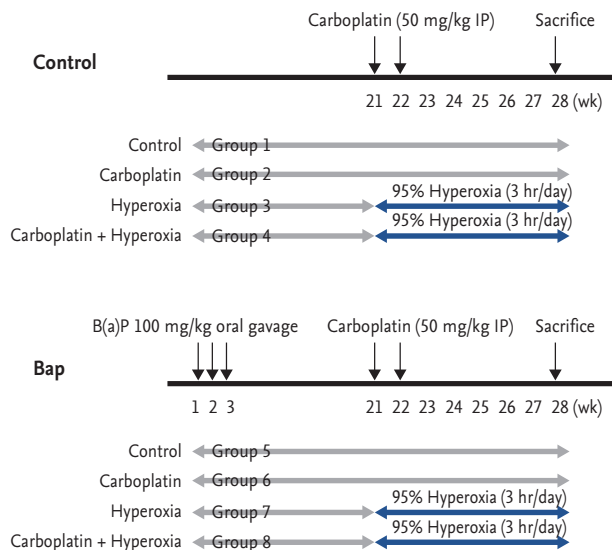 Carboplatin (50 mg/kg IP) Sacrifice
Control
21 22 23 24 25 26 27 28 (wk)
Control Group 1
Carboplatin Group 2
95% Hyperoxia (3 hr/day)
Hyperoxia Group 3
95% Hyperoxia (3 hr/day)
Carboplatin + Hyperoxia Group 4
B(a)P 100 mg/kg oral gavage Carboplatin (50 mg/kg IP) Sacrifice
Bap
1 2 3 21 22 23 24 25 26 27 28 (wk)
Control Group 5
Carboplatin Group 6
95% Hyperoxia (3 hr/day)
Hyperoxia Group 7
95% Hyperoxia (3 hr/day)
Carboplatin + Hyperoxia Group 8